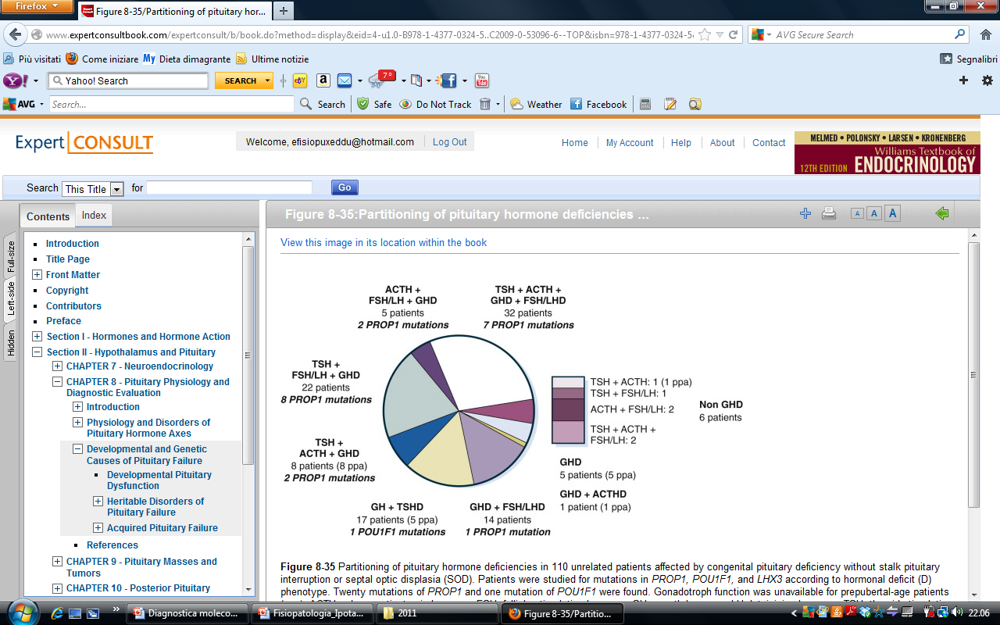 Firefox
Figure 8-35/Partitioning of pituitary hor...
www.expertconsultbook.com/expertconsult/b/book.do?method=display&eid=4-u1.0-B978-1-4377-0324-5..C2009-0-53096-6--TOP&isbn=978-1-4377-0324-5&
AVG Secure Search
Più visitati
Come iniziare
My Dieta dimagrante
Ultime notizie
Segnalibri
Y!
Yahoo! Search
SEARCH
7°
AVG
Search...
Search
Safe
Do Not Track
Weather
Facebook
Expert CONSULT
Welcome, efisiopuxeddu@hotmail.com
Log Out
Home
My Account
Help
About
Contact
MELMED • POLONSKY • LARSEN • KRONENBERG
Williams Textbook of
12TH EDITION ENDOCRINOLOGY
Search This Title for
Go
Contents
Index
Full-size
Left-side
Hidden
Introduction
Title Page
Front Matter
Copyright
Contributors
Preface
Section I - Hormones and Hormone Action
Section II - Hypothalamus and Pituitary
CHAPTER 7 - Neuroendocrinology
CHAPTER 8 - Pituitary Physiology and
Diagnostic Evaluation
Introduction
Physiology and Disorders of
Pituitary Hormone Axes
Developmental and Genetic
Causes of Pituitary Failure
Developmental Pituitary
Dysfunction
Heritable Disorders of
Pituitary Failure
Acquired Pituitary Failure
References
CHAPTER 9 - Pituitary Masses and
Tumors
CHAPTER 10 - Posterior Pituitary
Figure 8-35:Partitioning of pituitary hormone deficiencies ...
A A A
View this image in its location within the book
ACTH +
FSH/LH + GHD
5 patients
2 PROP1 mutations
TSH + ACTH +
GHD + FSH/LHD
32 patients
7 PROP1 mutations
TSH +
FSH/LH + GHD
22 patients
8 PROP1 mutations
TSH +
ACTH + GHD
8 patients (8 ppa)
2 PROP1 mutations
GH + TSHD
17 patients (5 ppa)
1 POU1F1 mutations
GHD + FSH/LHD
14 patients
1 PROP1 mutation
TSH + ACTH: 1 (1 ppa)
TSH + FSH/LH: 1
ACTH + FSH/LH: 2
TSH + ACTH +
FSH/LH: 2
Non GHD
6 patients
GHD
5 patients (5 ppa)
GHD + ACTHD
1 patient (1 ppa)
Figure 8-35 Partitioning of pituitary hormone deficiencies in 110 unrelated patients affected by congenital pituitary deficiency without stalk pituitary
interruption or septal optic displasia (SOD). Patients were studied for mutations in PROP1, POU1F1, and LHX3 according to hormonal deficit (D)
phenotype. Twenty mutations of PROP1 and one mutation of POU1F1 were found. Gonadotroph function was unavailable for prepubertal-age patients
Diagnostica moleco...
Fisiopatologia_Ipota...
2011
Figure 8-35/Partitio...
22.06